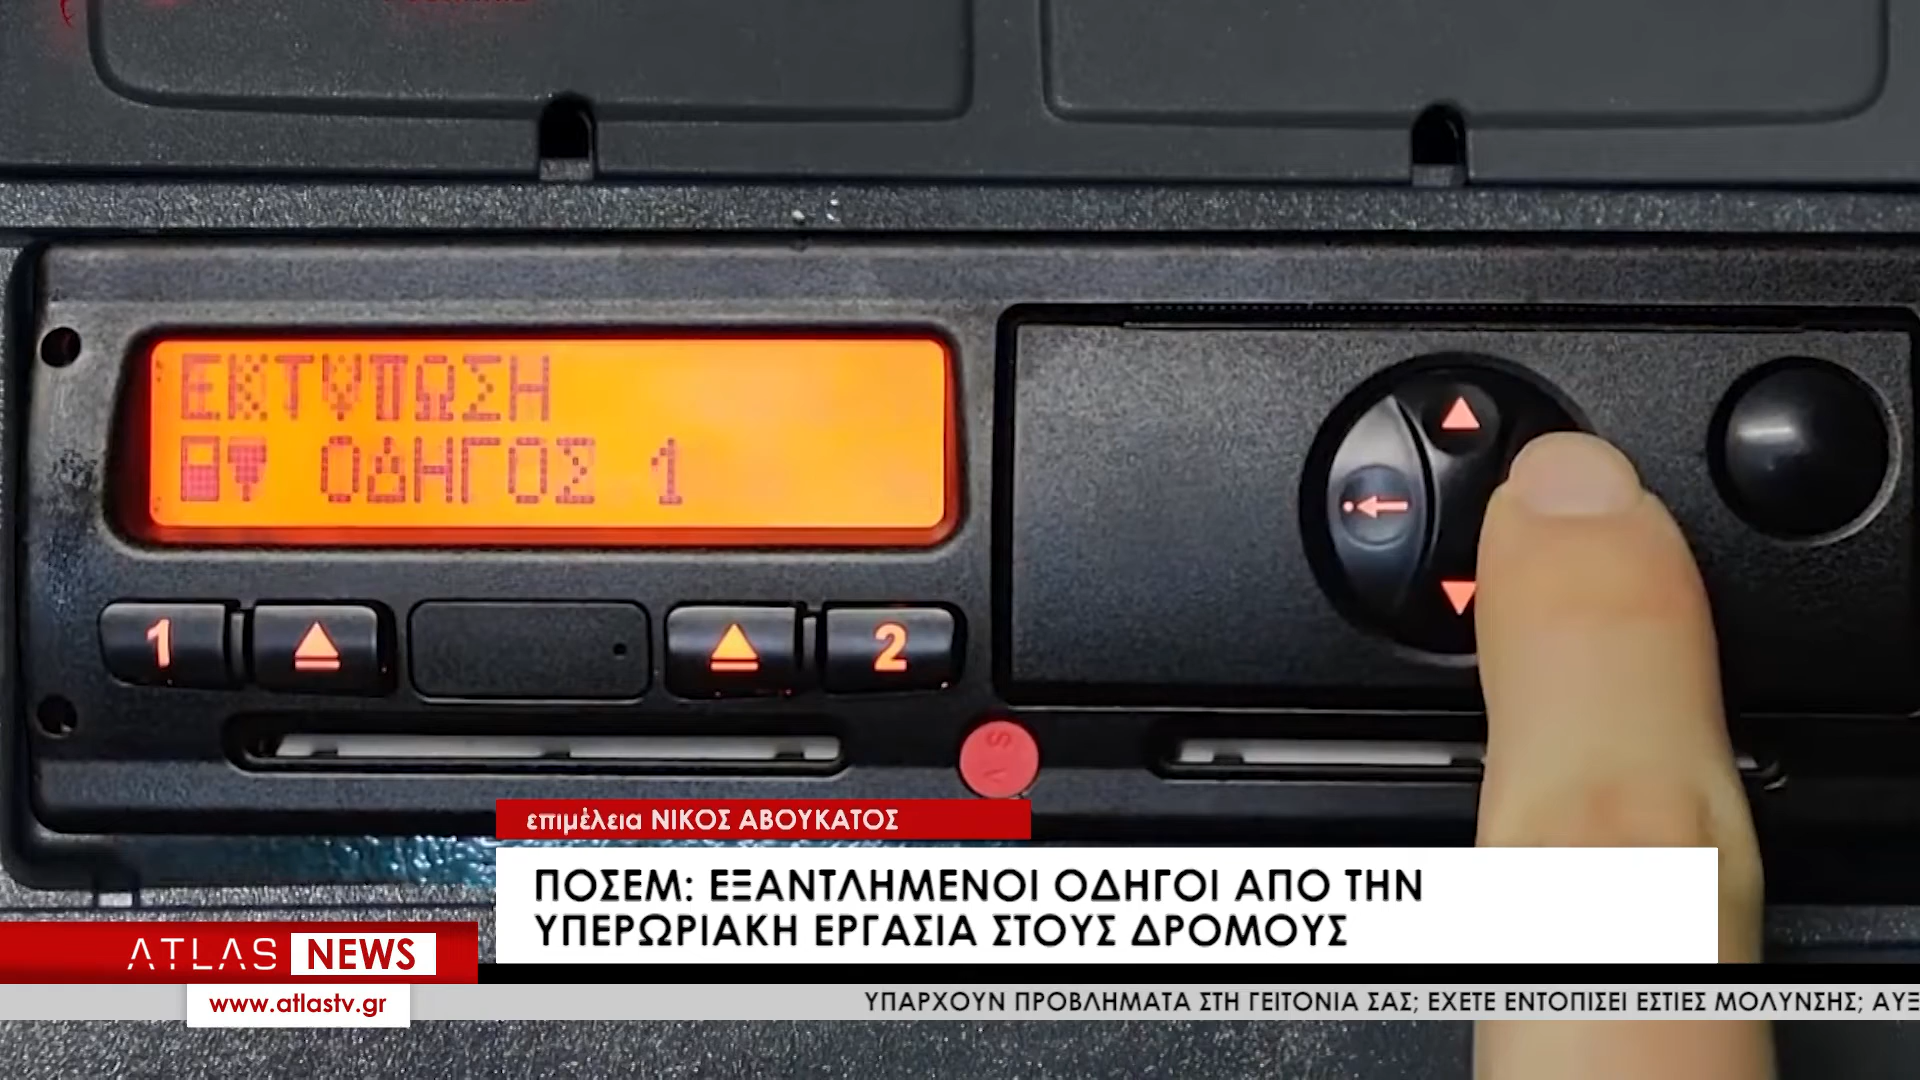 ΕΚΤΥΠΩΣΗ
ΟΔΗΓΟΣ 1
1
2
επιμέλεια ΝΙΚΟΣ ΑΒΟΥΚΑΤΟΣ
ΠΟΣΕΜ: ΕΞΑΝΤΛΗΜΕΝΟΙ ΟΔΗΓΟΙ ΑΠΟ ΤΗΝ
ΥΠΕΡΩΡΙΑΚΗ ΕΡΓΑΣΙΑ ΣΤΟΥΣ ΔΡΟΜΟΥΣ
ATLAS NEWS
www.atlastv.gr
ΥΠΑΡΧΟΥΝ ΠΡΟΒΛΗΜΑΤΑ ΣΤΗ ΓΕΙΤΟΝΙΑ ΣΑΣ; ΕΧΕΤΕ ΕΝΤΟΠΙΣΕΙ ΕΣΤΙΕΣ ΜΟΛΥΝΣΗΣ;